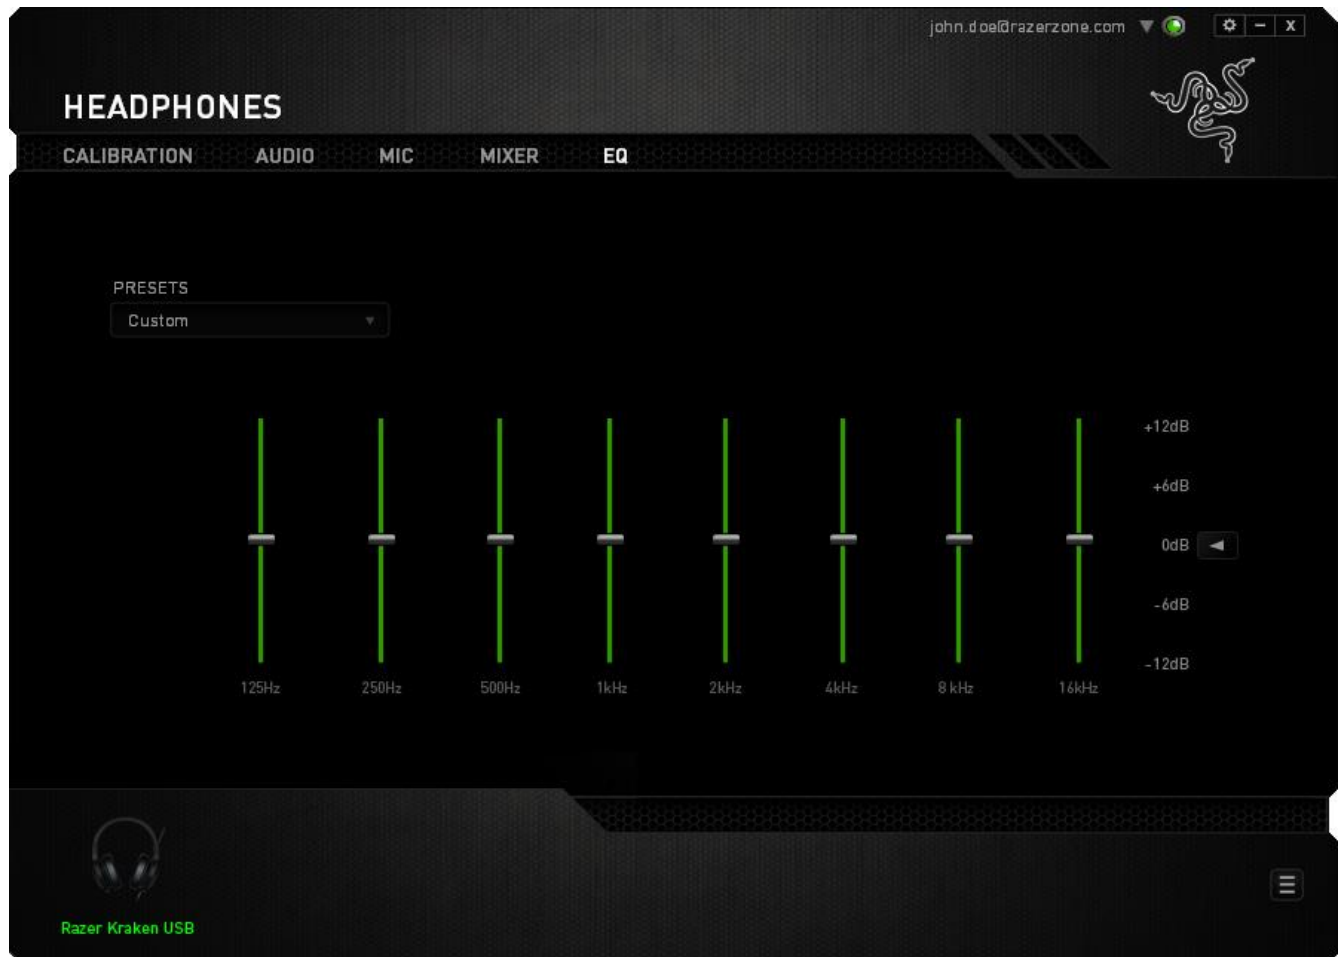 john.doe@razerzone.com
X
HEADPHONES
CALIBRATION AUDIO MIC MIXER EQ
PRESETS
Custom
+12dB
+6dB
0dB
-6dB
-12dB
125Hz 250Hz 500Hz 1kHz 2kHz 4kHz 8 kHz 16kHz
Razer Kraken USB